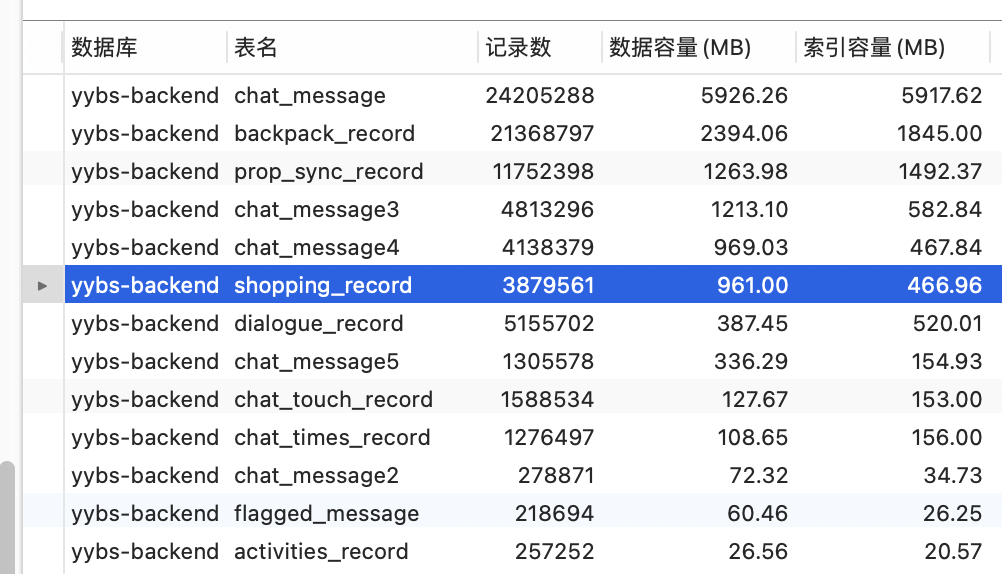 数据库 表名 记录数 数据容量(MB) 索引容量(MB)
yybs-backend chat_message 24205288 5926.26 5917.62
yybs-backend backpack_record 21368797 2394.06 1845.00
yybs-backend prop_sync_record 11752398 1263.98 1492.37
yybs-backend chat_message3 4813296 1213.10 582.84
yybs-backend chat_message4 4138379 969.03 467.84
yybs-backend shopping_record 3879561 961.00 466.96
yybs-backend dialogue_record 5155702 387.45 520.01
yybs-backend chat_message5 1305578 336.29 154.93
yybs-backend chat_touch_record 1588534 127.67 153.00
yybs-backend chat_times_record 1276497 108.65 156.00
yybs-backend chat_message2 278871 72.32 34.73
yybs-backend flagged_message 218694 60.46 26.25
yybs-backend activities_record 257252 26.56 20.57